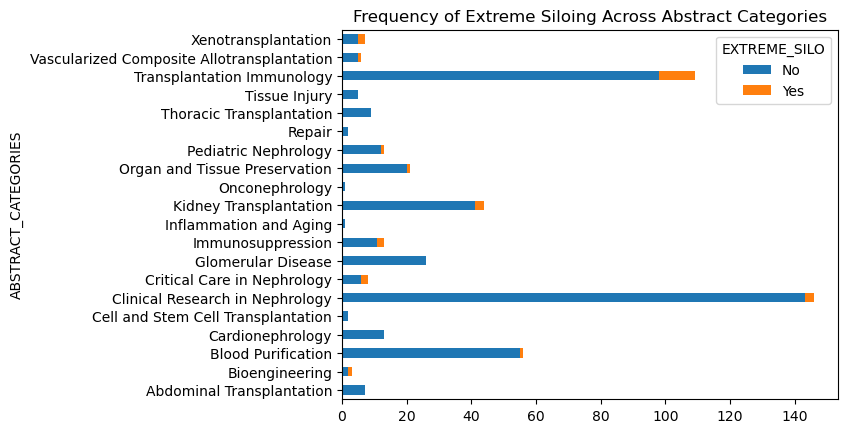 Frequency of Extreme Siloing Across Abstract Categories
ABSTRACT_CATEGORIES
Xenotransplantation
Vascularized Composite Allotransplantation
Transplantation Immunology
Tissue Injury
Thoracic Transplantation
Repair
Pediatric Nephrology
Organ and Tissue Preservation
Onconephrology
Kidney Transplantation
Inflammation and Aging
Immunosuppression
Glomerular Disease
Critical Care in Nephrology
Clinical Research in Nephrology
Cell and Stem Cell Transplantation
Cardionephrology
Blood Purification
Bioengineering
Abdominal Transplantation
EXTREME_SILO
No
Yes
0 20 40 60 80 100 120 140